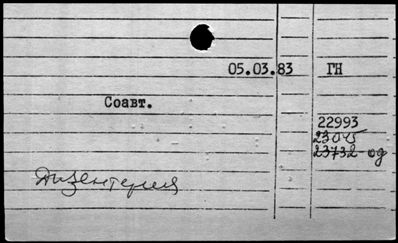 05.03.83 ГН
Соавт.
22993
23045
23732-од
Дизентерия